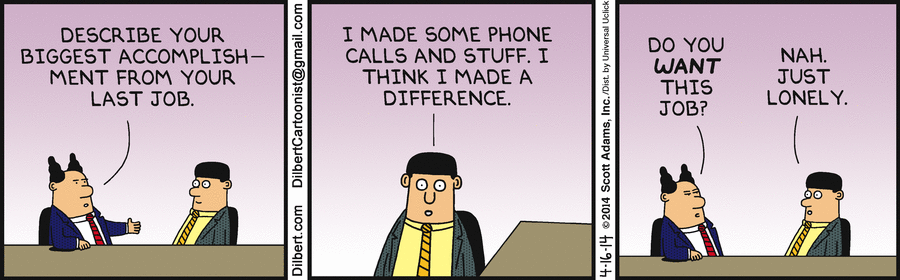 DESCRIBE YOUR
BIGGEST ACCOMPLISH-
MENT FROM YOUR
LAST JOB.
Dilbert.com DilbertCartoonist@gmail.com
I MADE SOME PHONE
CALLS AND STUFF. I
THINK I MADE A
DIFFERENCE.
4-16-14 ©2014 Scott Adams, Inc. /Dist. by Universal Uclick
DO YOU
WANT
THIS
JOB?
NAH.
JUST
LONELY.